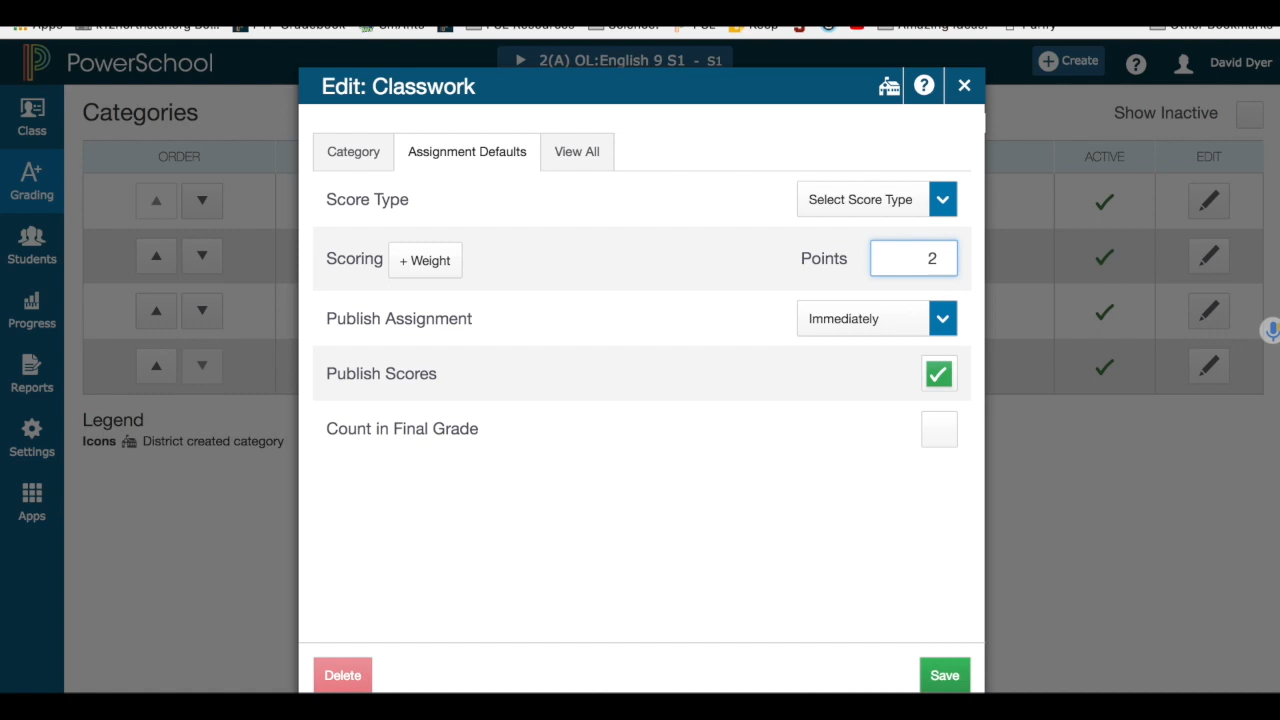 PowerSchool
2(A) OL:English 9 S1 - S1
Create
David Dyer
Class
Grading
Students
Progress
Reports
Settings
Apps
Categories
Show Inactive
ORDER
ACTIVE
EDIT
Legend
Icons District created category
Edit: Classwork
Category
Assignment Defaults
View All
Score Type
Select Score Type
Scoring
+ Weight
Points
2
Publish Assignment
Immediately
Publish Scores
Count in Final Grade
Delete
Save